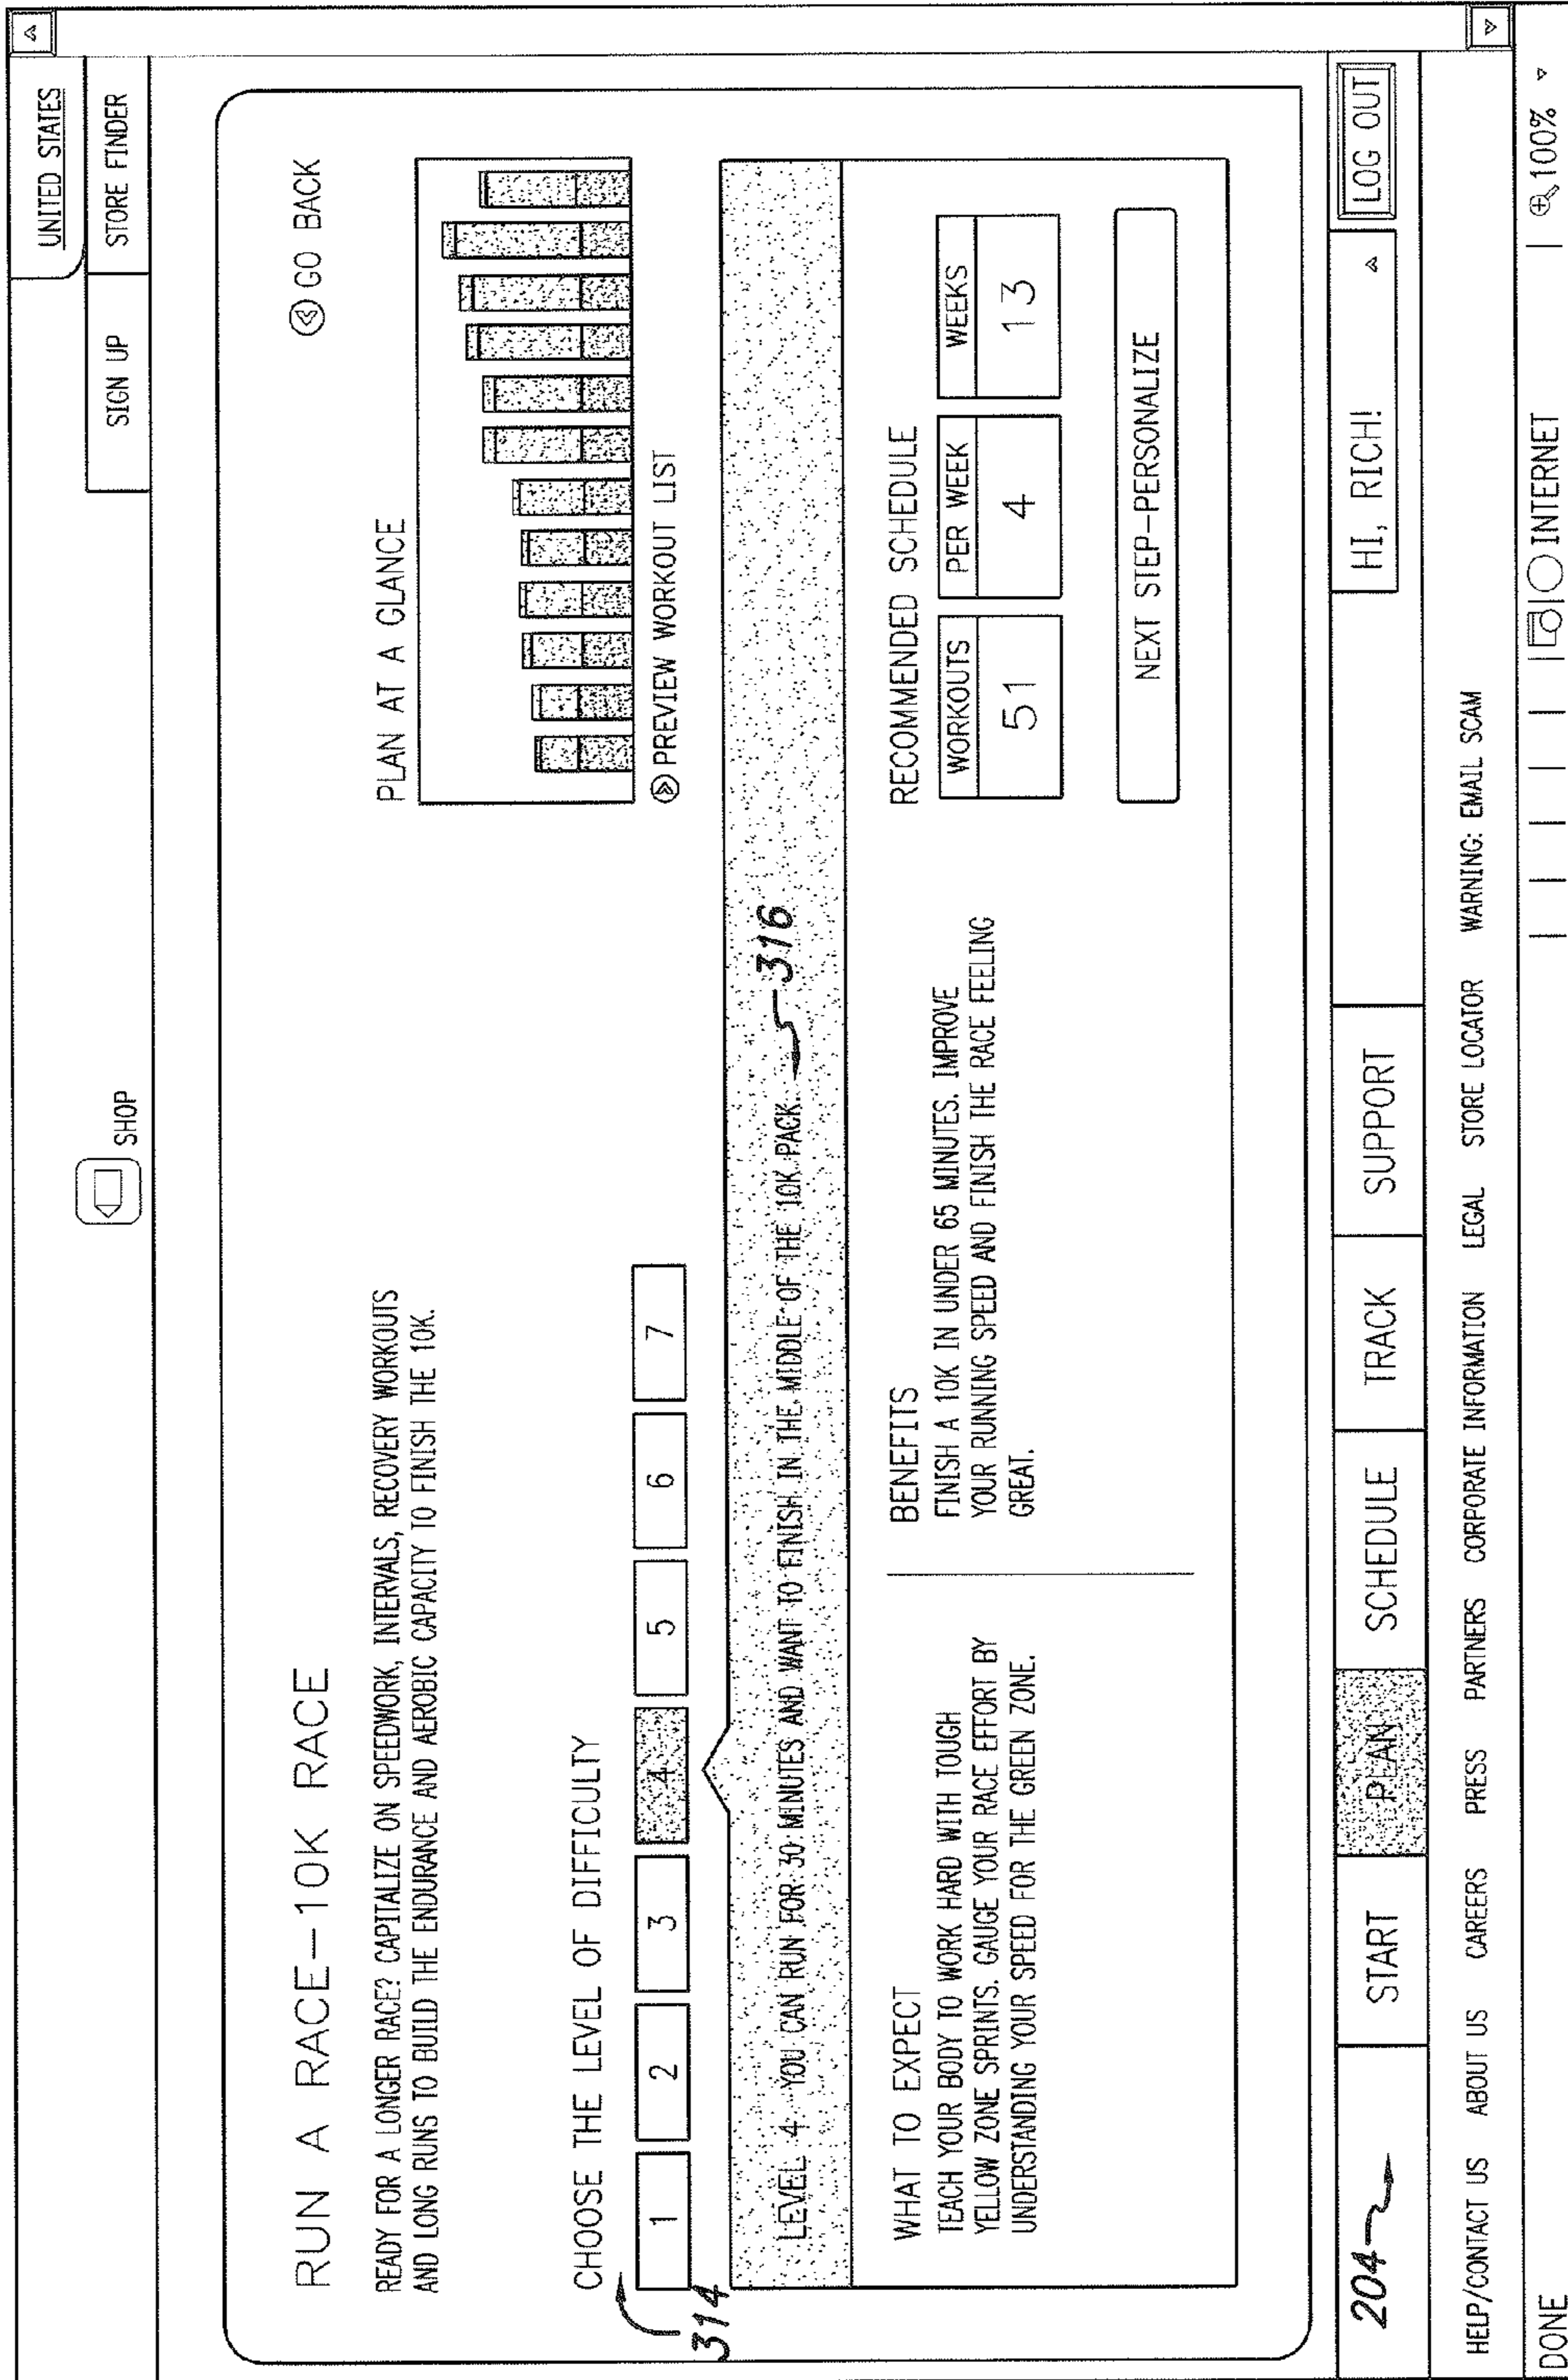 UNITED STATES
SHOP
SIGN UP
STORE FINDER
RUN A RACE-10K RACE
GO BACK
READY FOR A LONGER RACE? CAPITALIZE ON SPEEDWORK, INTERVALS, RECOVERY WORKOUTS
AND LONG RUNS TO BUILD THE ENDURANCE AND AEROBIC CAPACITY TO FINISH THE 10K.
PLAN AT A GLANCE
CHOOSE THE LEVEL OF DIFFICULTY
314
1
2
3
4
5
6
7
PREVIEW WORKOUT LIST
LEVEL 4 YOU CAN RUN FOR 30 MINUTES AND WANT TO FINISH IN THE MIDDLE OF THE 10K PACK.
316
WHAT TO EXPECT
TEACH YOUR BODY TO WORK HARD WITH TOUGH
YELLOW ZONE SPRINTS. GAUGE YOUR RACE EFFORT BY
UNDERSTANDING YOUR SPEED FOR THE GREEN ZONE.
BENEFITS
FINISH A 10K IN UNDER 65 MINUTES. IMPROVE
YOUR RUNNING SPEED AND FINISH THE RACE FEELING
GREAT.
RECOMMENDED SCHEDULE
WORKOUTS
PER WEEK
WEEKS
51
4
13
NEXT STEP-PERSONALIZE
204
START
PLAN
SCHEDULE
TRACK
SUPPORT
HI, RICH!
LOG OUT
HELP/CONTACT US ABOUT US CAREERS PRESS PARTNERS CORPORATE INFORMATION LEGAL STORE LOCATOR WARNING: EMAIL SCAM
DONE
INTERNET
100%